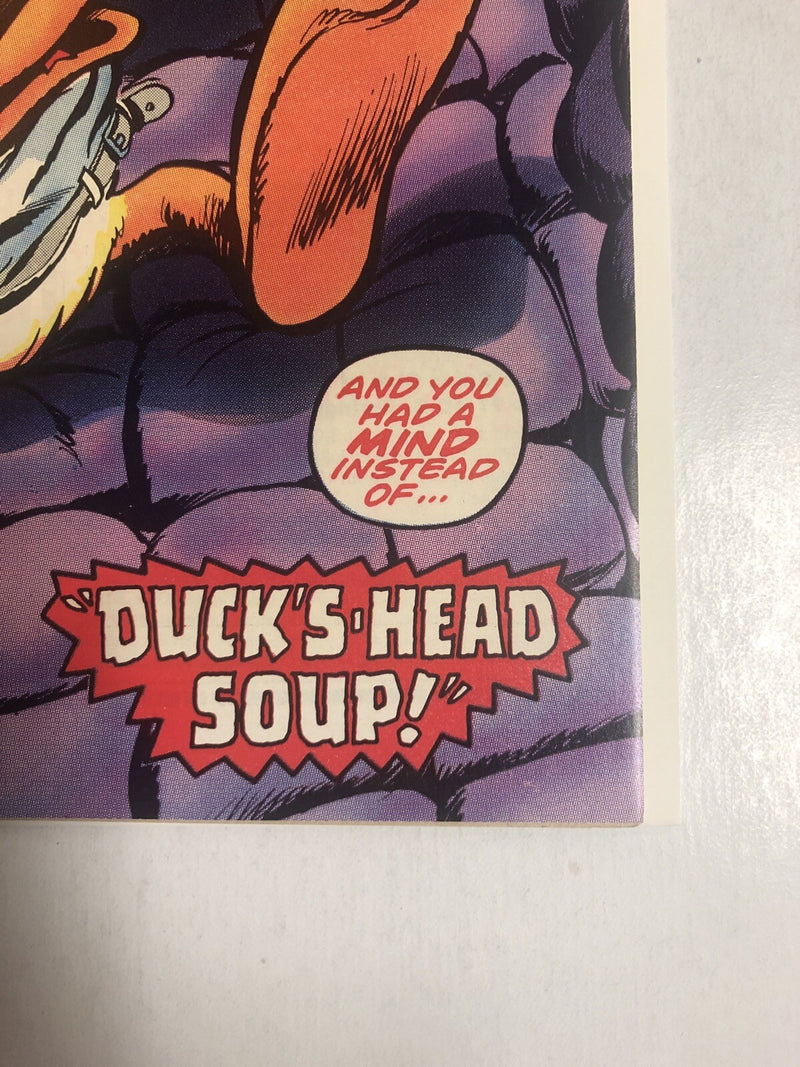 AND YOU
HAD A
MIND
INSTEAD
OF...
"DUCK'S-HEAD
SOUP!"